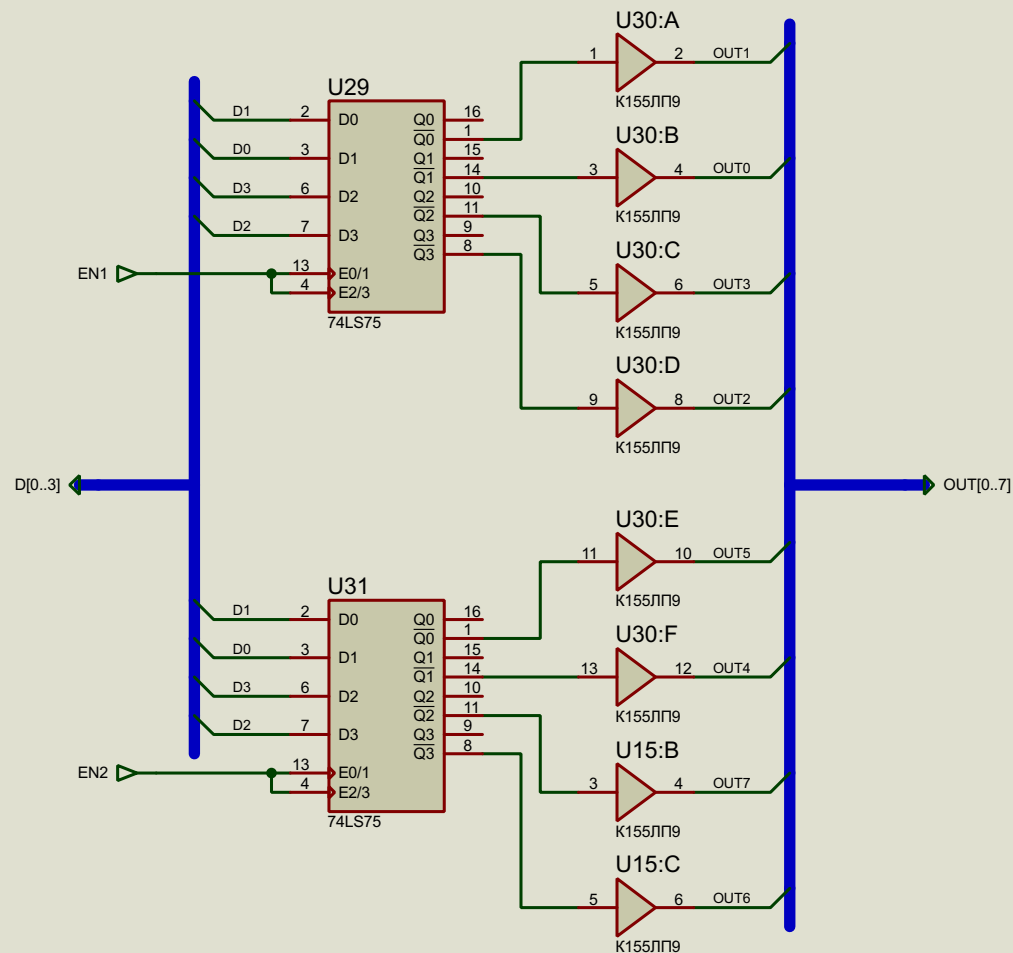 U30:A
1 2 OUT1
К155ЛП9
U29
D1 2 D0 Q0 16
Q0 1
D0 3 D1 Q1 15
Q1 14
D3 6 D2 Q2 10
Q2 11
D2 7 D3 Q3 9
Q3 8
EN1 13 E0/1
4 E2/3
74LS75
U30:B
3 4 OUT0
К155ЛП9
U30:C
5 6 OUT3
К155ЛП9
U30:D
9 8 OUT2
К155ЛП9
D[0..3]
OUT[0..7]
U30:E
11 10 OUT5
К155ЛП9
U31
D1 2 D0 Q0 16
Q0 1
D0 3 D1 Q1 15
Q1 14
D3 6 D2 Q2 10
Q2 11
D2 7 D3 Q3 9
Q3 8
EN2 13 E0/1
4 E2/3
74LS75
U30:F
13 12 OUT4
К155ЛП9
U15:B
3 4 OUT7
К155ЛП9
U15:C
5 6 OUT6
К155ЛП9